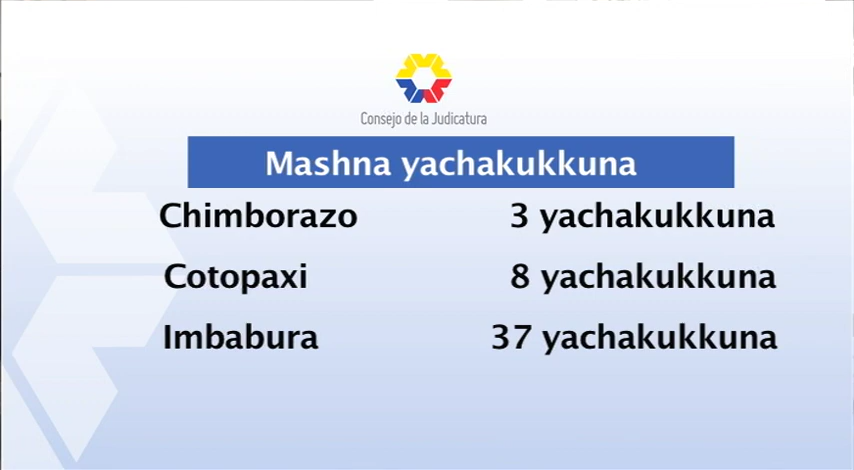 Consejo de la Judicatura
Mashna yachakukkuna
Chimborazo 3 yachakukkuna
Cotopaxi 8 yachakukkuna
Imbabura 37 yachakukkuna